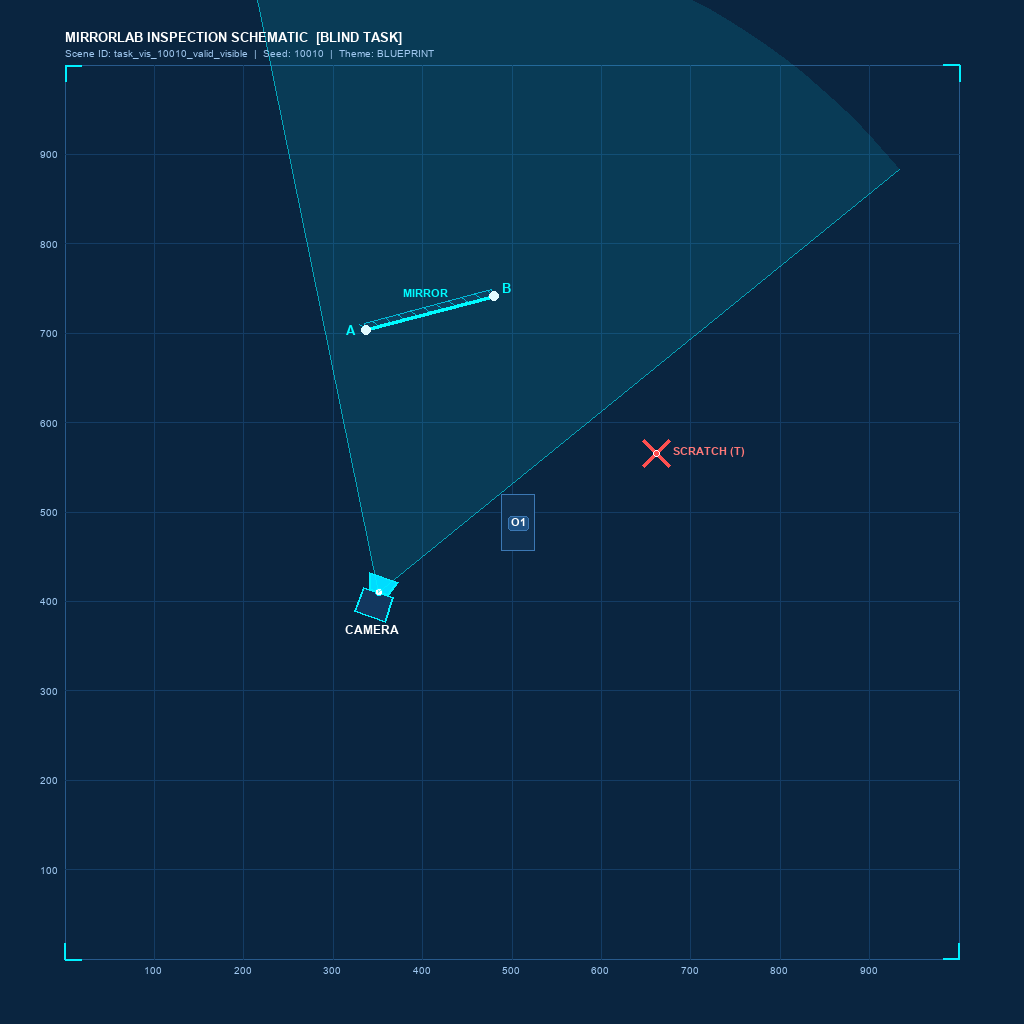 MIRRORLAB INSPECTION SCHEMATIC  [BLIND TASK]
Scene ID: task_vis_10010_valid_visible  |  Seed: 10010  |  Theme: BLUEPRINT
900
800
MIRROR
B
A
700
600
SCRATCH (T)
500
O1
400
CAMERA
300
200
100
100 200 300 400 500 600 700 800 900